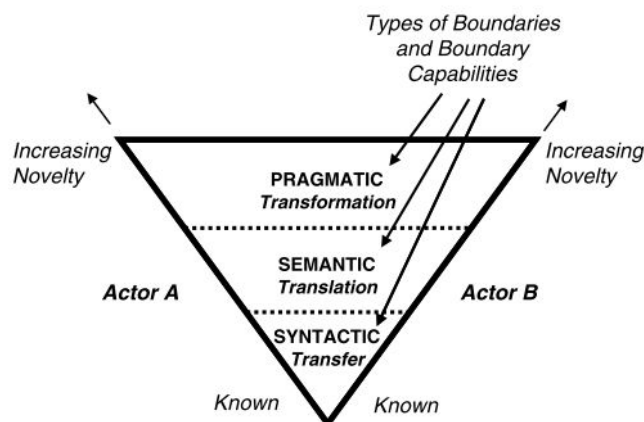 Types of Boundaries
and Boundary
Capabilities
Increasing
Novelty
Increasing
Novelty
PRAGMATIC
Transformation
SEMANTIC
Translation
Actor A
Actor B
SYNTACTIC
Transfer
Known
Known